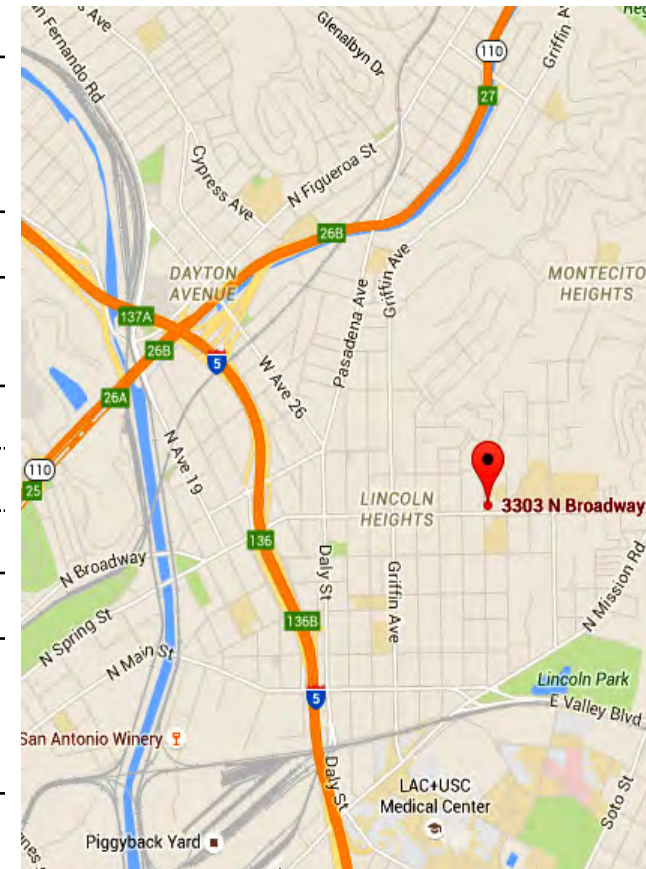 Glenalbyn Dr
110
Griffin A
Reg
s Ave
an Fernando Rd
27
Cypress Ave
N Figueroa St
26B
DAYTON
AVENUE
Griffin Ave
MONTECITO
HEIGHTS
137A
26B
5
Pasadena Ave
26A
W Ave 26
110
25
N Ave 19
LINCOLN
HEIGHTS
3303 N Broadway
136
N Broadway
Daly St
Griffin Ave
N Mission Rd
136B
N Spring St
N Main St
Lincoln Park
5
E Valley Blvd
San Antonio Winery
Daly St
LAC+USC
Medical Center
Soto St
Piggyback Yard
nes